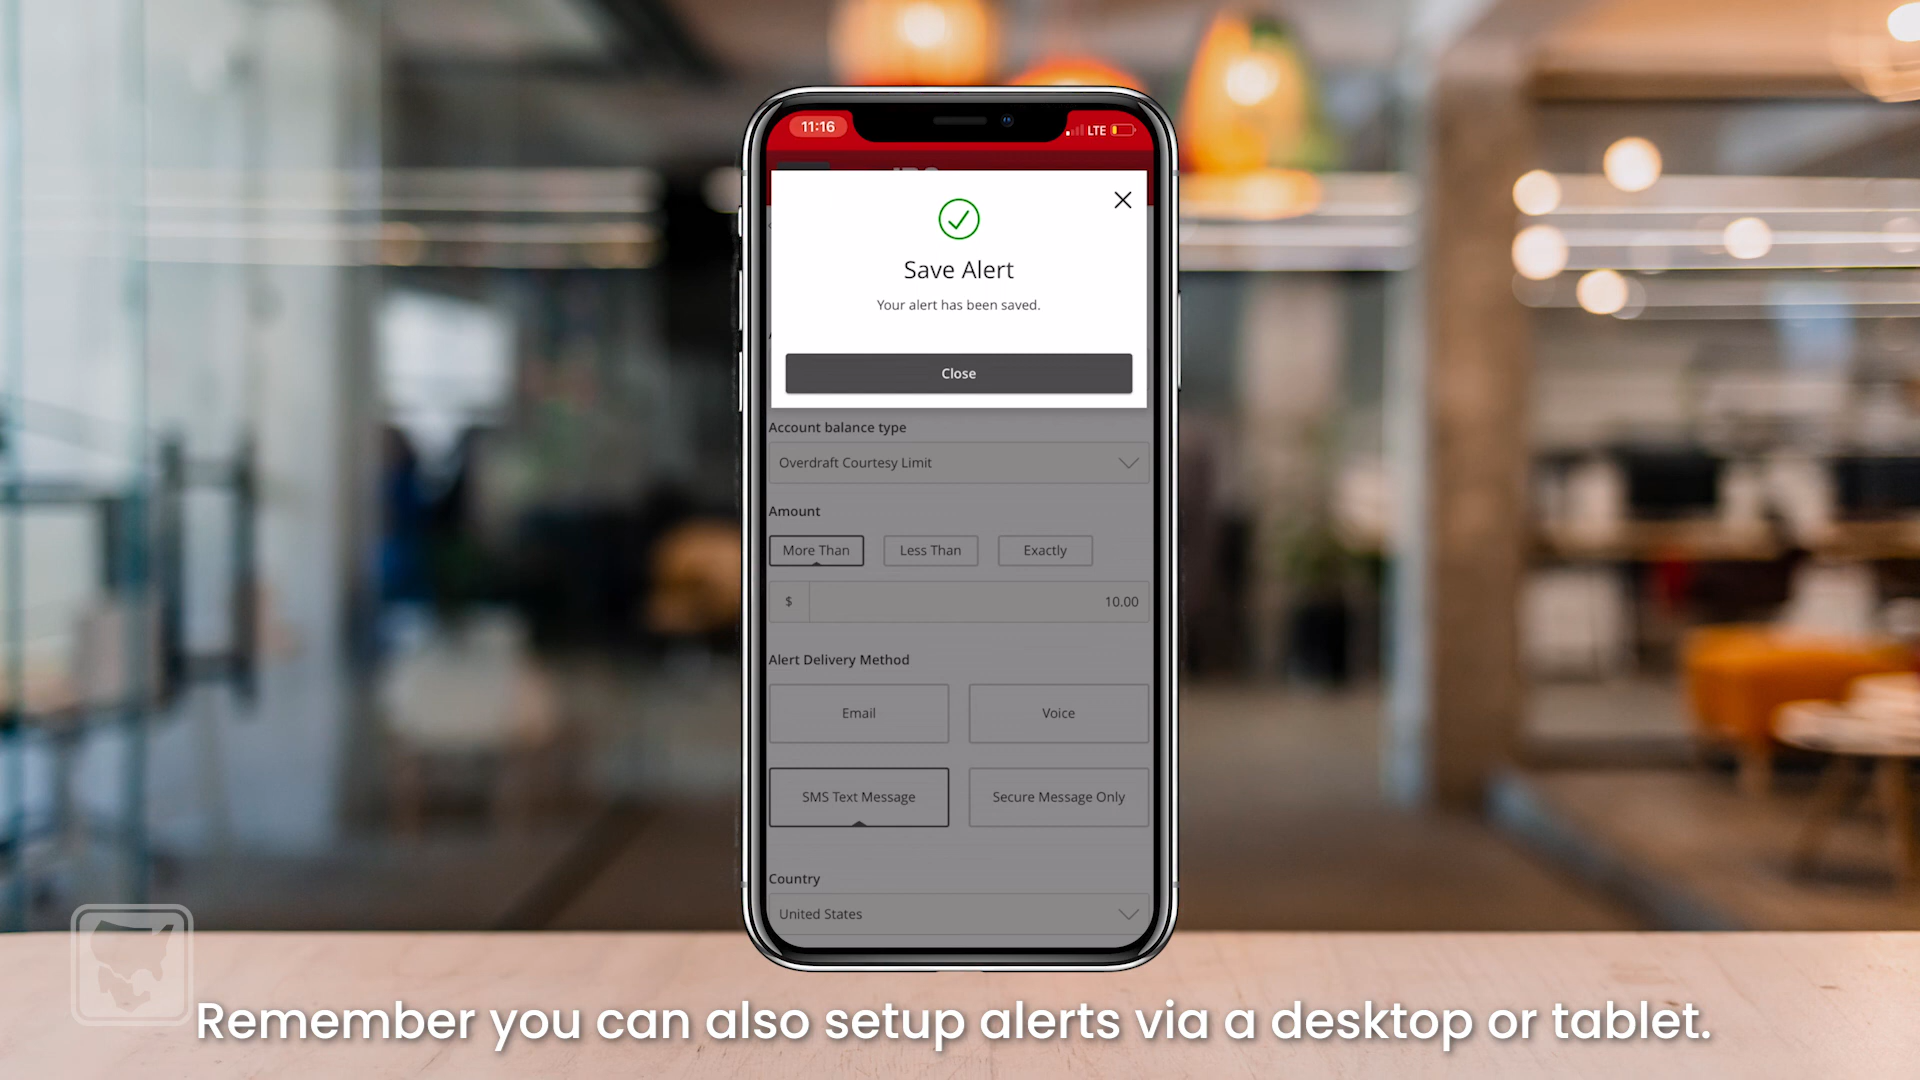 11:16
LTE
Save Alert
Your alert has been saved.
Close
Account balance type
Overdraft Courtesy Limit
Amount
More Than Less Than Exactly
$ 10.00
Alert Delivery Method
Email Voice
SMS Text Message Secure Message Only
Country
United States
Remember you can also setup alerts via a desktop or tablet.